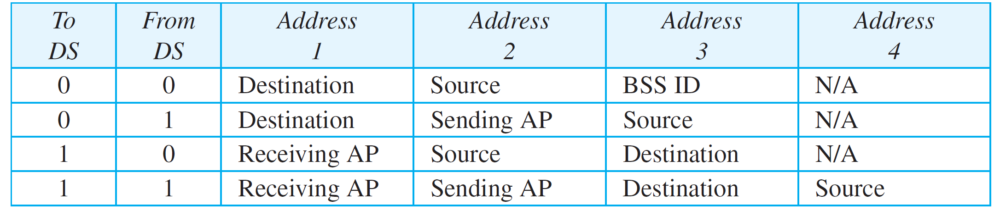 To From Address Address Address Address
DS DS 1 2 3 4
0 0 Destination Source BSS ID N/A
0 1 Destination Sending AP Source N/A
1 0 Receiving AP Source Destination N/A
1 1 Receiving AP Sending AP Destination Source